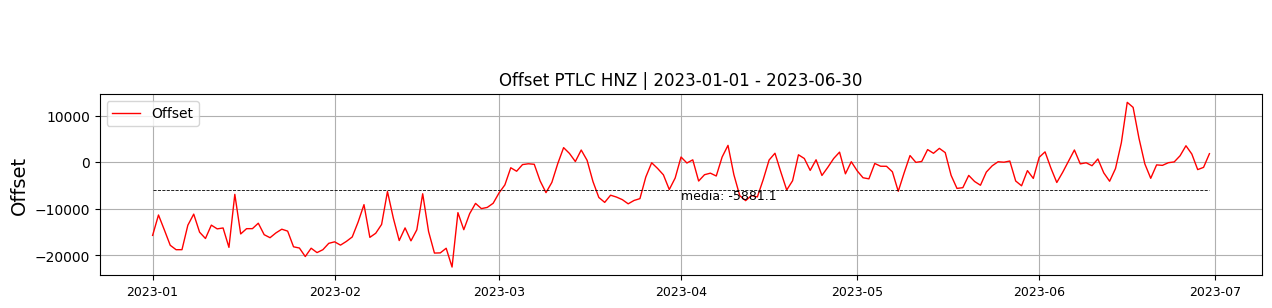 Offset PTLC HNZ | 2023-01-01 - 2023-06-30
Offset
10000
0
−10000
−20000
Offset
media: -5881.1
2023-01
2023-02
2023-03
2023-04
2023-05
2023-06
2023-07